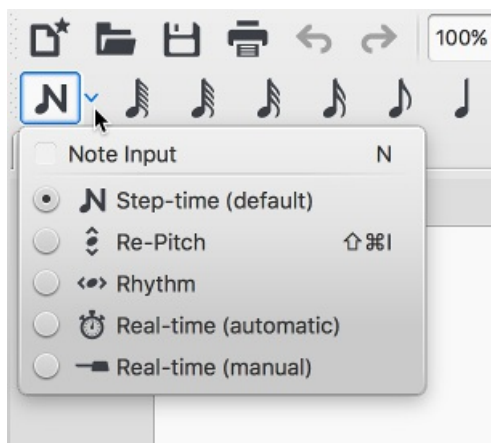 100%
Note Input N
Step-time (default)
Re-Pitch ⇧⌘I
Rhythm
Real-time (automatic)
Real-time (manual)